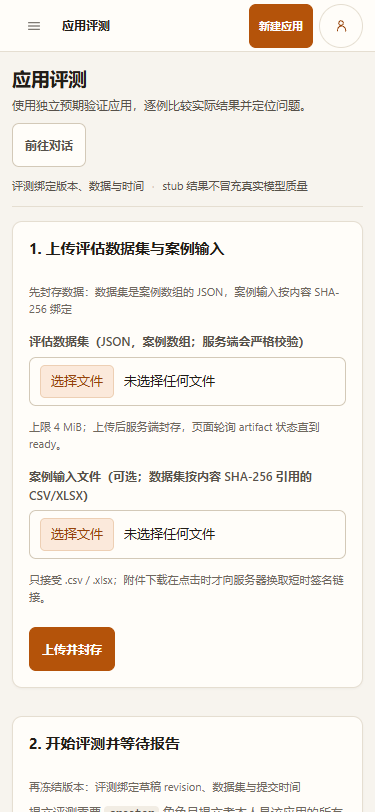 应用评测
新建应用
应用评测
使用独立预期验证应用，逐例比较实际结果并定位问题。
前往对话
评测绑定版本、数据与时间 · stub 结果不冒充真实模型质量
1. 上传评估数据集与案例输入
先封存数据：数据集是案例数组的 JSON，案例输入按内容 SHA-
256 绑定
评估数据集（JSON，案例数组；服务端会严格校验）
选择文件 未选择任何文件
上限 4 MiB；上传后服务端封存，页面轮询 artifact 状态直到
ready。
案例输入文件（可选；数据集按内容 SHA-256 引用的
CSV/XLSX）
选择文件 未选择任何文件
只接受 .csv / .xlsx；附件下载在点击时才向服务器换取短时签名链
接。
上传并封存
2. 开始评测并等待报告
再冻结版本：评测绑定草稿 revision、数据集与提交时间